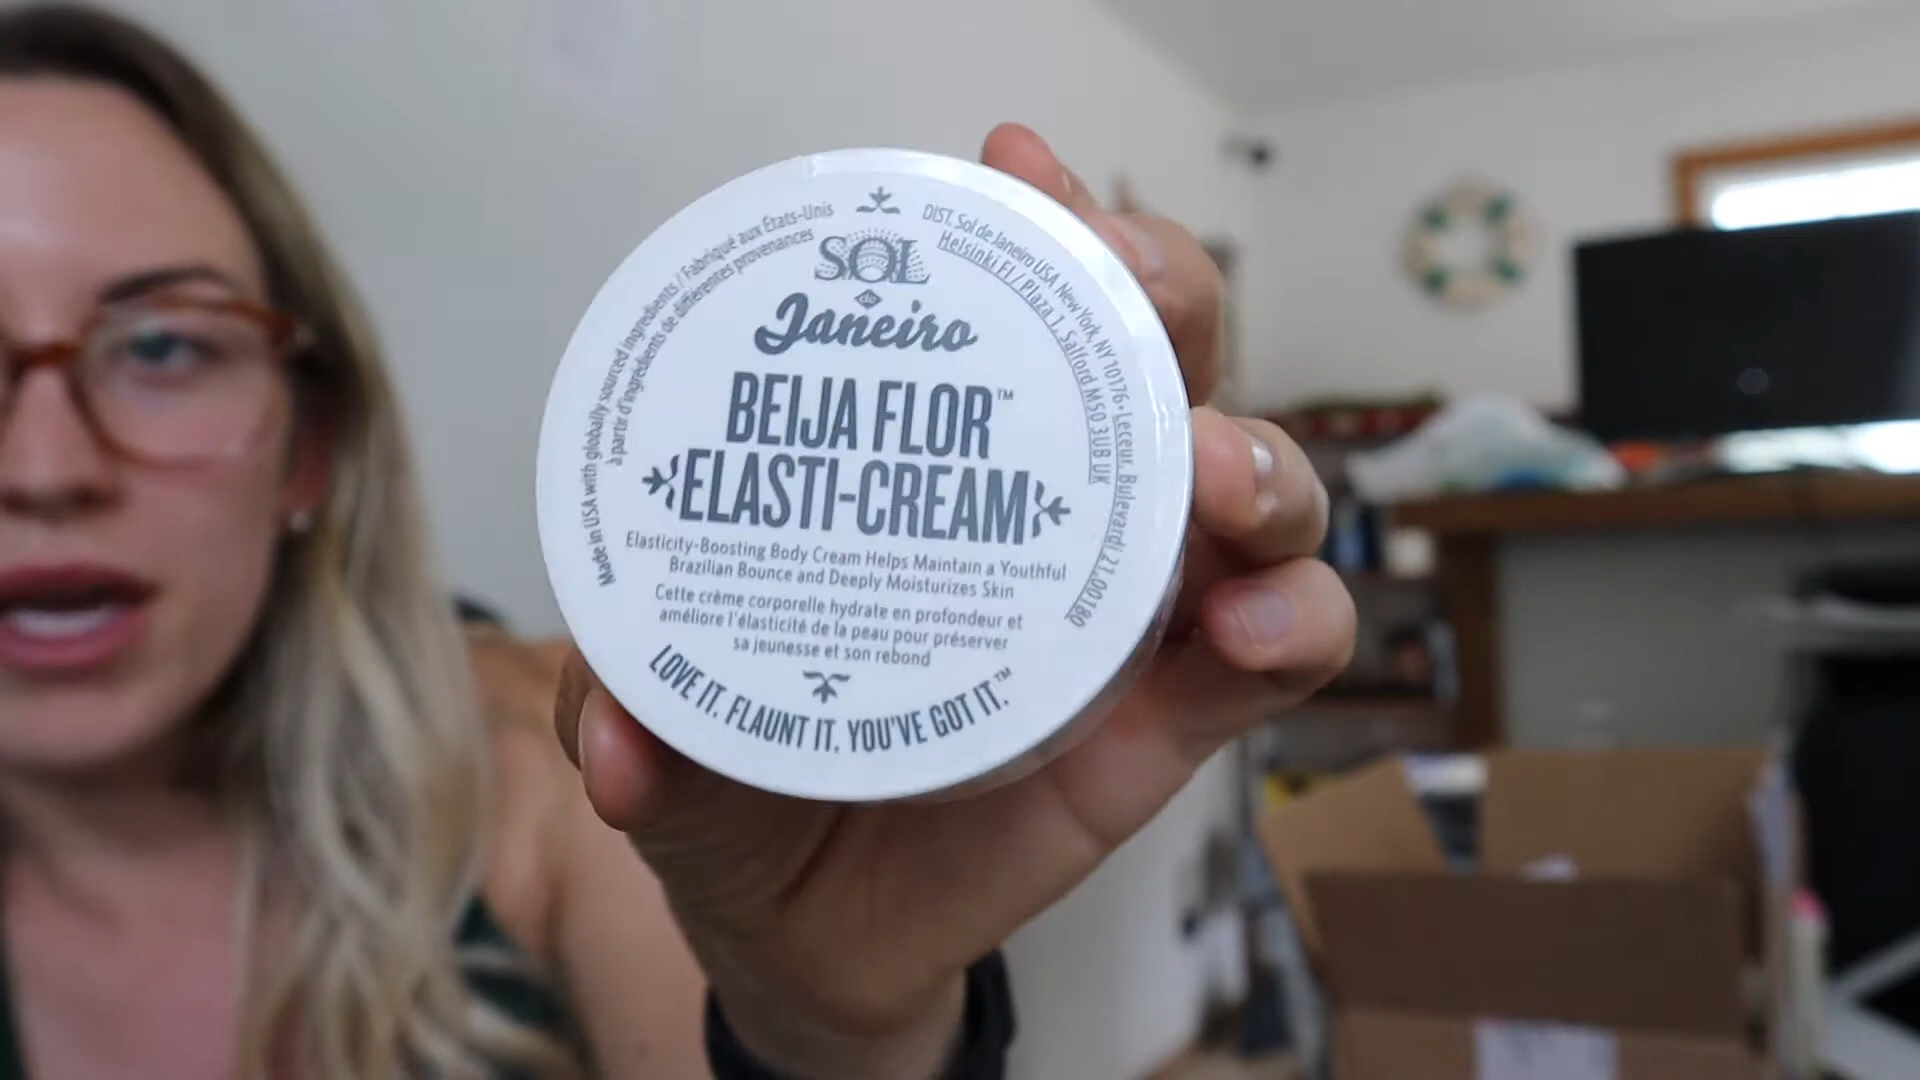 SOL
de
Janeiro
BEIJA FLOR™
ELASTI-CREAM
Elasticity-Boosting Body Cream Helps Maintain a Youthful
Brazilian Bounce and Deeply Moisturizes Skin
Cette crème corporelle hydrate en profondeur et
améliore l'élasticité de la peau pour préserver
sa jeunesse et son rebond
LOVE IT. FLAUNT IT. YOU'VE GOT IT.™
Made in USA with globally sourced ingredients / Fabriqué aux États-Unis
à partir d'ingrédients de différentes provenances
DIST. Sol de Janeiro USA, New York, NY 10176 • Leceur, Bulevardi 21, 00180
Helsinki FI / Plaza 1, Salford M50 3UB UK